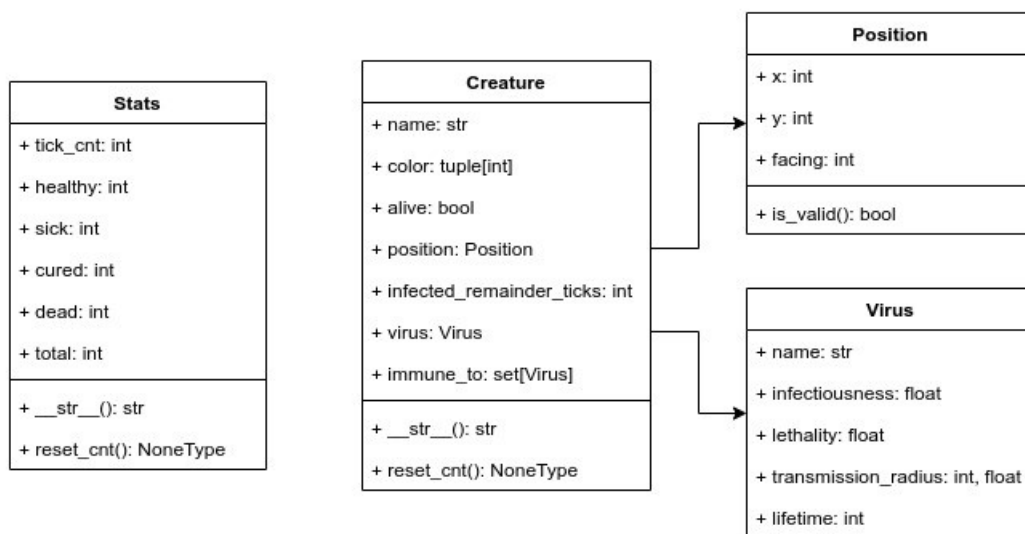 Stats
+ tick_cnt: int
+ healthy: int
+ sick: int
+ cured: int
+ dead: int
+ total: int
+ __str__(): str
+ reset_cnt(): NoneType
Creature
+ name: str
+ color: tuple[int]
+ alive: bool
+ position: Position
+ infected_remainder_ticks: int
+ virus: Virus
+ immune_to: set[Virus]
+ __str__(): str
+ reset_cnt(): NoneType
Position
+ x: int
+ y: int
+ facing: int
+ is_valid(): bool
Virus
+ name: str
+ infectiousness: float
+ lethality: float
+ transmission_radius: int, float
+ lifetime: int